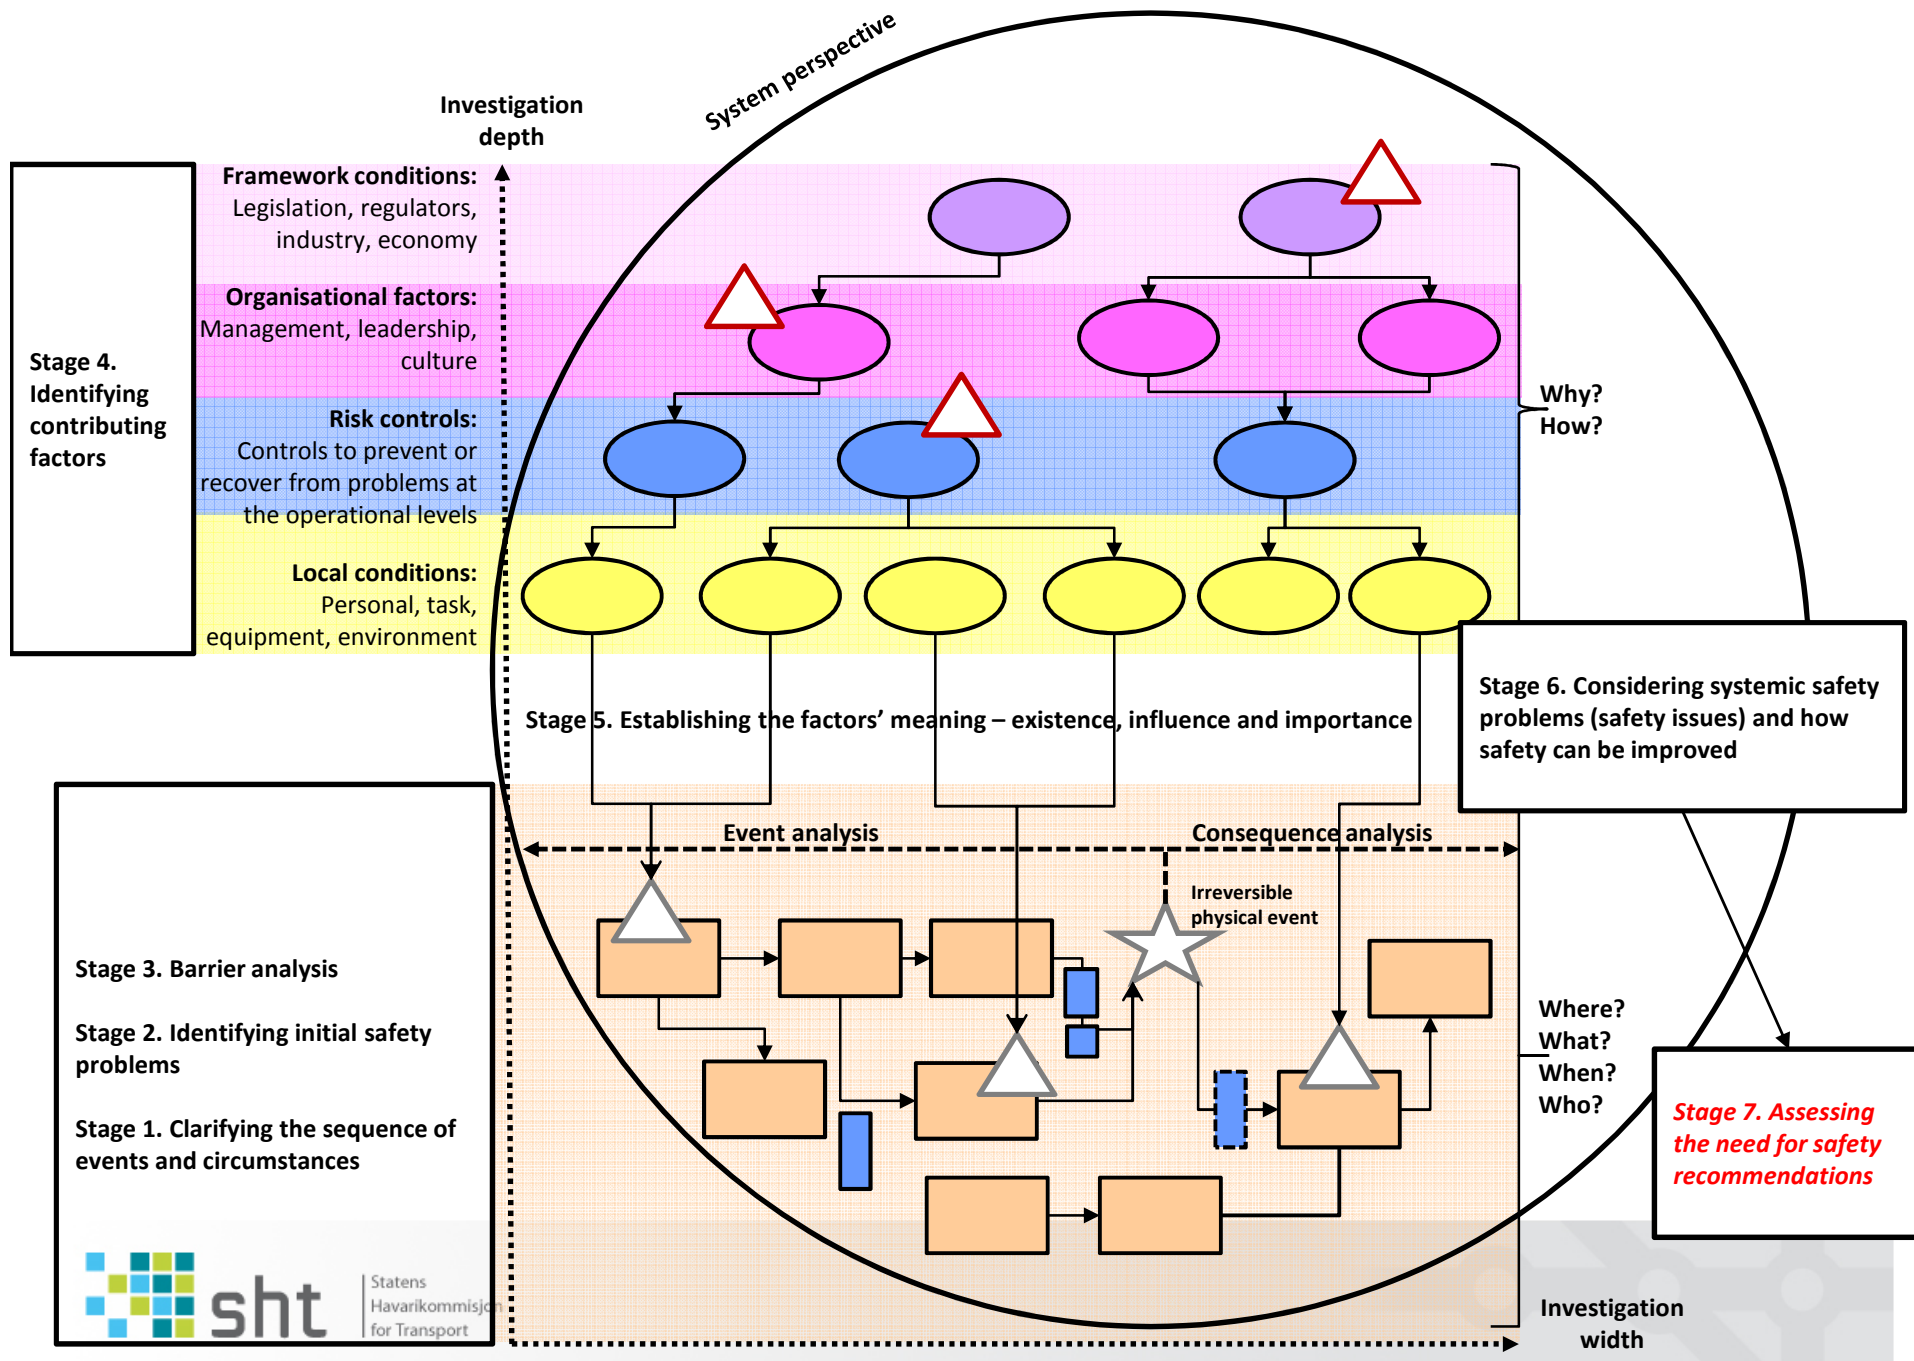 System perspective
Investigation
depth
Framework conditions:
Legislation, regulators,
industry, economy
Organisational factors:
Management, leadership,
culture
Risk controls:
Controls to prevent or
recover from problems at
the operational levels
Local conditions:
Personal, task,
equipment, environment
Stage 4.
Identifying
contributing
factors
Why?
How?
Stage 5. Establishing the factors’ meaning – existence, influence and importance
Stage 6. Considering systemic safety
problems (safety issues) and how
safety can be improved
Event analysis
Consequence analysis
Irreversible
physical event
Stage 3. Barrier analysis
Stage 2. Identifying initial safety
problems
Stage 1. Clarifying the sequence of
events and circumstances
Where?
What?
When?
Who?
Stage 7. Assessing
the need for safety
recommendations
sht
Statens
Havarikommisjon
for Transport
Investigation
width